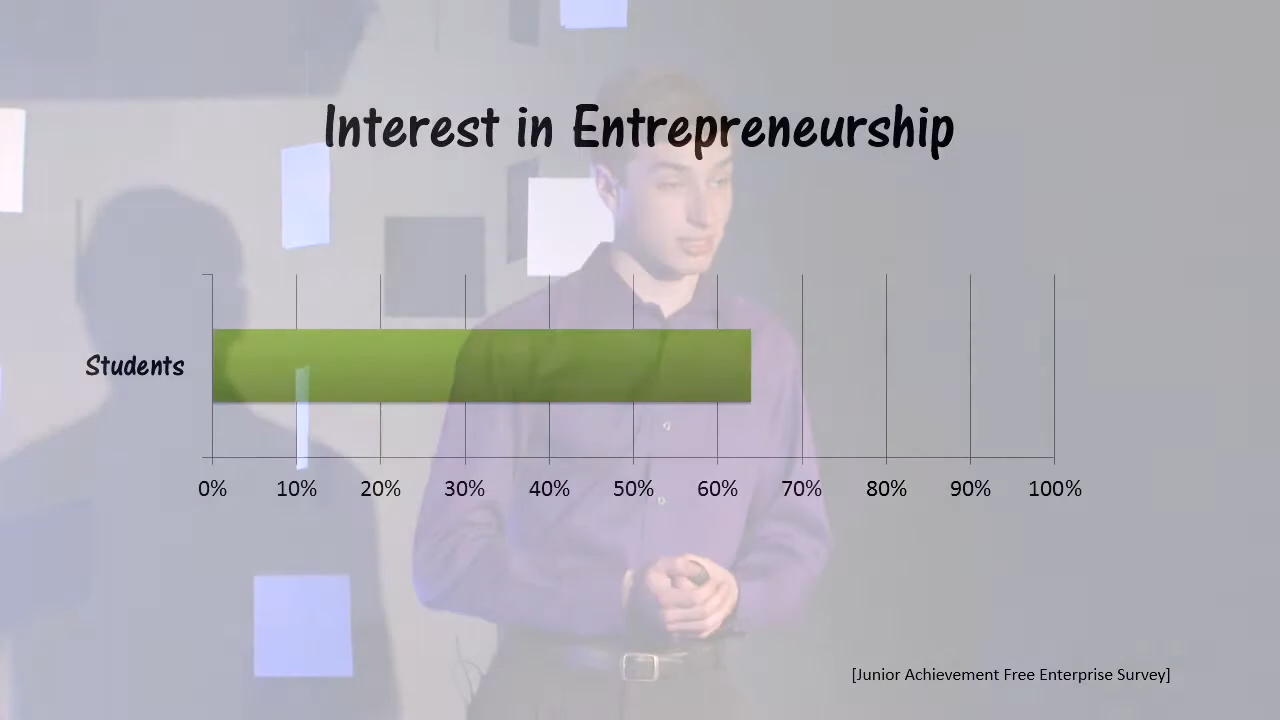 Interest in Entrepreneurship
Students
0% 10% 20% 30% 40% 50% 60% 70% 80% 90% 100%
[Junior Achievement Free Enterprise Survey]